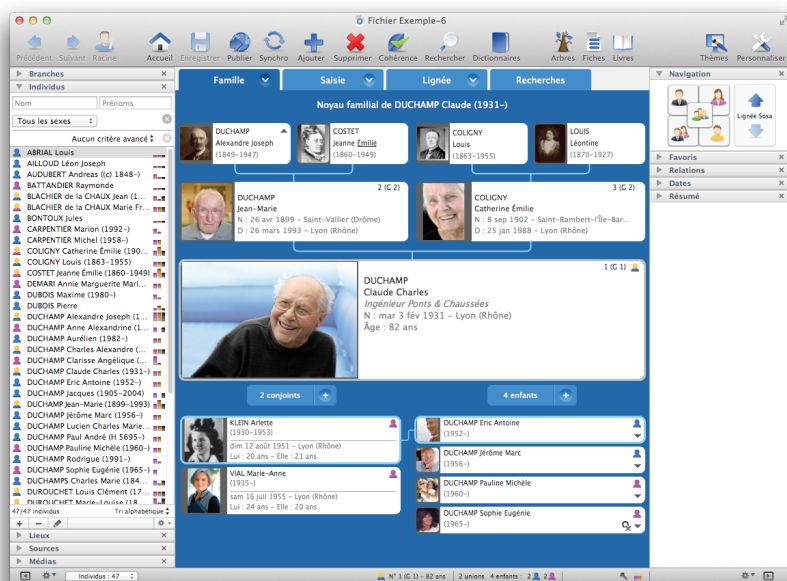 Fichier Exemple-6
Précédent Suivant Racine Accueil Enregistrer Publier Synchro Ajouter Supprimer Cohérence Rechercher Dictionnaires Arbres Fiches Livres Thèmes Personnaliser
Branches
Individus
Nom Prénoms
Tous les sexes
Aucun critère avancé
ABRIAL Louis
AILLOUD Léon Joseph
AUDUBERT Andreas ((c) 1848-)
BATTANDIER Raymonde
BLACHIER de la CHAUX Jean (1...
BLACHIER de la CHAUX Marie Fr...
BONTOUX Jules
CARPENTIER Marion (1992-)
CARPENTIER Michel (1958-)
COLIGNY Catherine Émilie (190...
COLIGNY Louis (1863-1955)
COSTET Jeanne Émilie (1860-1949)
DEMARI Annie Marguerite Mari...
DUBOIS Maxime (1980-)
DUBOIS Pierre
DUCHAMP Alexandre Joseph (1...
DUCHAMP Anne Alexandrine (1...
DUCHAMP Aurélien (1982-)
DUCHAMP Charles Alexandre (...
DUCHAMP Clarisse Angélique (...
DUCHAMP Claude Charles (1931-)
DUCHAMP Eric Antoine (1952-)
DUCHAMP Jacques (1905-2004)
DUCHAMP Jean-Marie (1899-1993)
DUCHAMP Jérôme Marc (1956-)
DUCHAMP Lucien Charles Marie...
DUCHAMP Paul André (H 5695-)
DUCHAMP Pauline Michèle (1960-)
DUCHAMP Rodrigue (1991-)
DUCHAMP Sophie Eugénie (1965-)
DUCHAMPS Charles Marie (184...
DUROUCHET Louis Clément (17...
DUROUCHET Marie-Louise (18...
47/47 individus Tri alphabétique
Lieux
Sources
Médias
Individus : 47
Famille Saisie Lignée Recherches
Noyau familial de DUCHAMP Claude (1931-)
DUCHAMP
Alexandre Joseph
(1849-1947)
COSTET
Jeanne Émilie
(1860-1949)
COLIGNY
Louis
(1863-1955)
LOUIS
Léontine
(1870-1927)
2 (G 2)
DUCHAMP
Jean-Marie
N : 26 avr 1899 - Saint-Vallier (Drôme)
D : 26 mars 1993 - Lyon (Rhône)
3 (G 2)
COLIGNY
Catherine Émilie
N : 8 sep 1902 - Saint-Rambert-l'Île-Bar...
D : 25 jan 1988 - Lyon (Rhône)
1 (G 1)
DUCHAMP
Claude Charles
Ingénieur Ponts & Chaussées
N : mar 3 fév 1931 - Lyon (Rhône)
Âge : 82 ans
2 conjoints
4 enfants
KLEIN Arlette
(1930-1953)
dim 12 août 1951 - Lyon (Rhône)
Lui : 20 ans - Elle : 21 ans
VIAL Marie-Anne
(1935-)
sam 16 juil 1955 - Lyon (Rhône)
Lui : 24 ans - Elle : 20 ans
DUCHAMP Eric Antoine
(1952-)
DUCHAMP Jérôme Marc
(1956-)
DUCHAMP Pauline Michèle
(1960-)
DUCHAMP Sophie Eugénie
(1965-)
N° 1 (G 1) - 82 ans 2 unions 4 enfants : 2 2
Navigation
Lignée Sosa
Favoris
Relations
Dates
Résumé